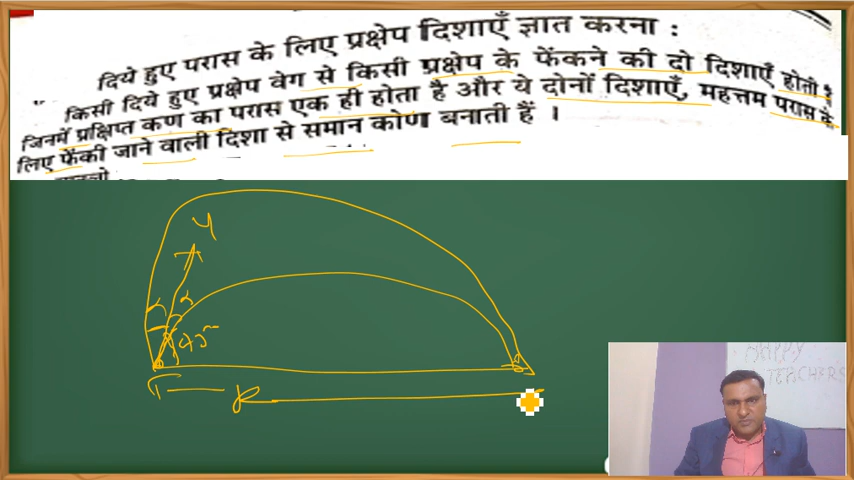 दिये हुए परास के लिए प्रक्षेप दिशाएँ ज्ञात करना :
किसी दिये हुए प्रक्षेप वेग से किसी प्रक्षेप के फेंकने की दो दिशाएँ होती है
जिनमें प्रक्षिप्त कण का परास एक ही होता है और ये दोनों दिशाएँ, महत्तम परास के
लिए फेंकी जाने वाली दिशा से समान कोण बनाती हैं ।
u
α
45°
R
HAPPY
TEACHERS